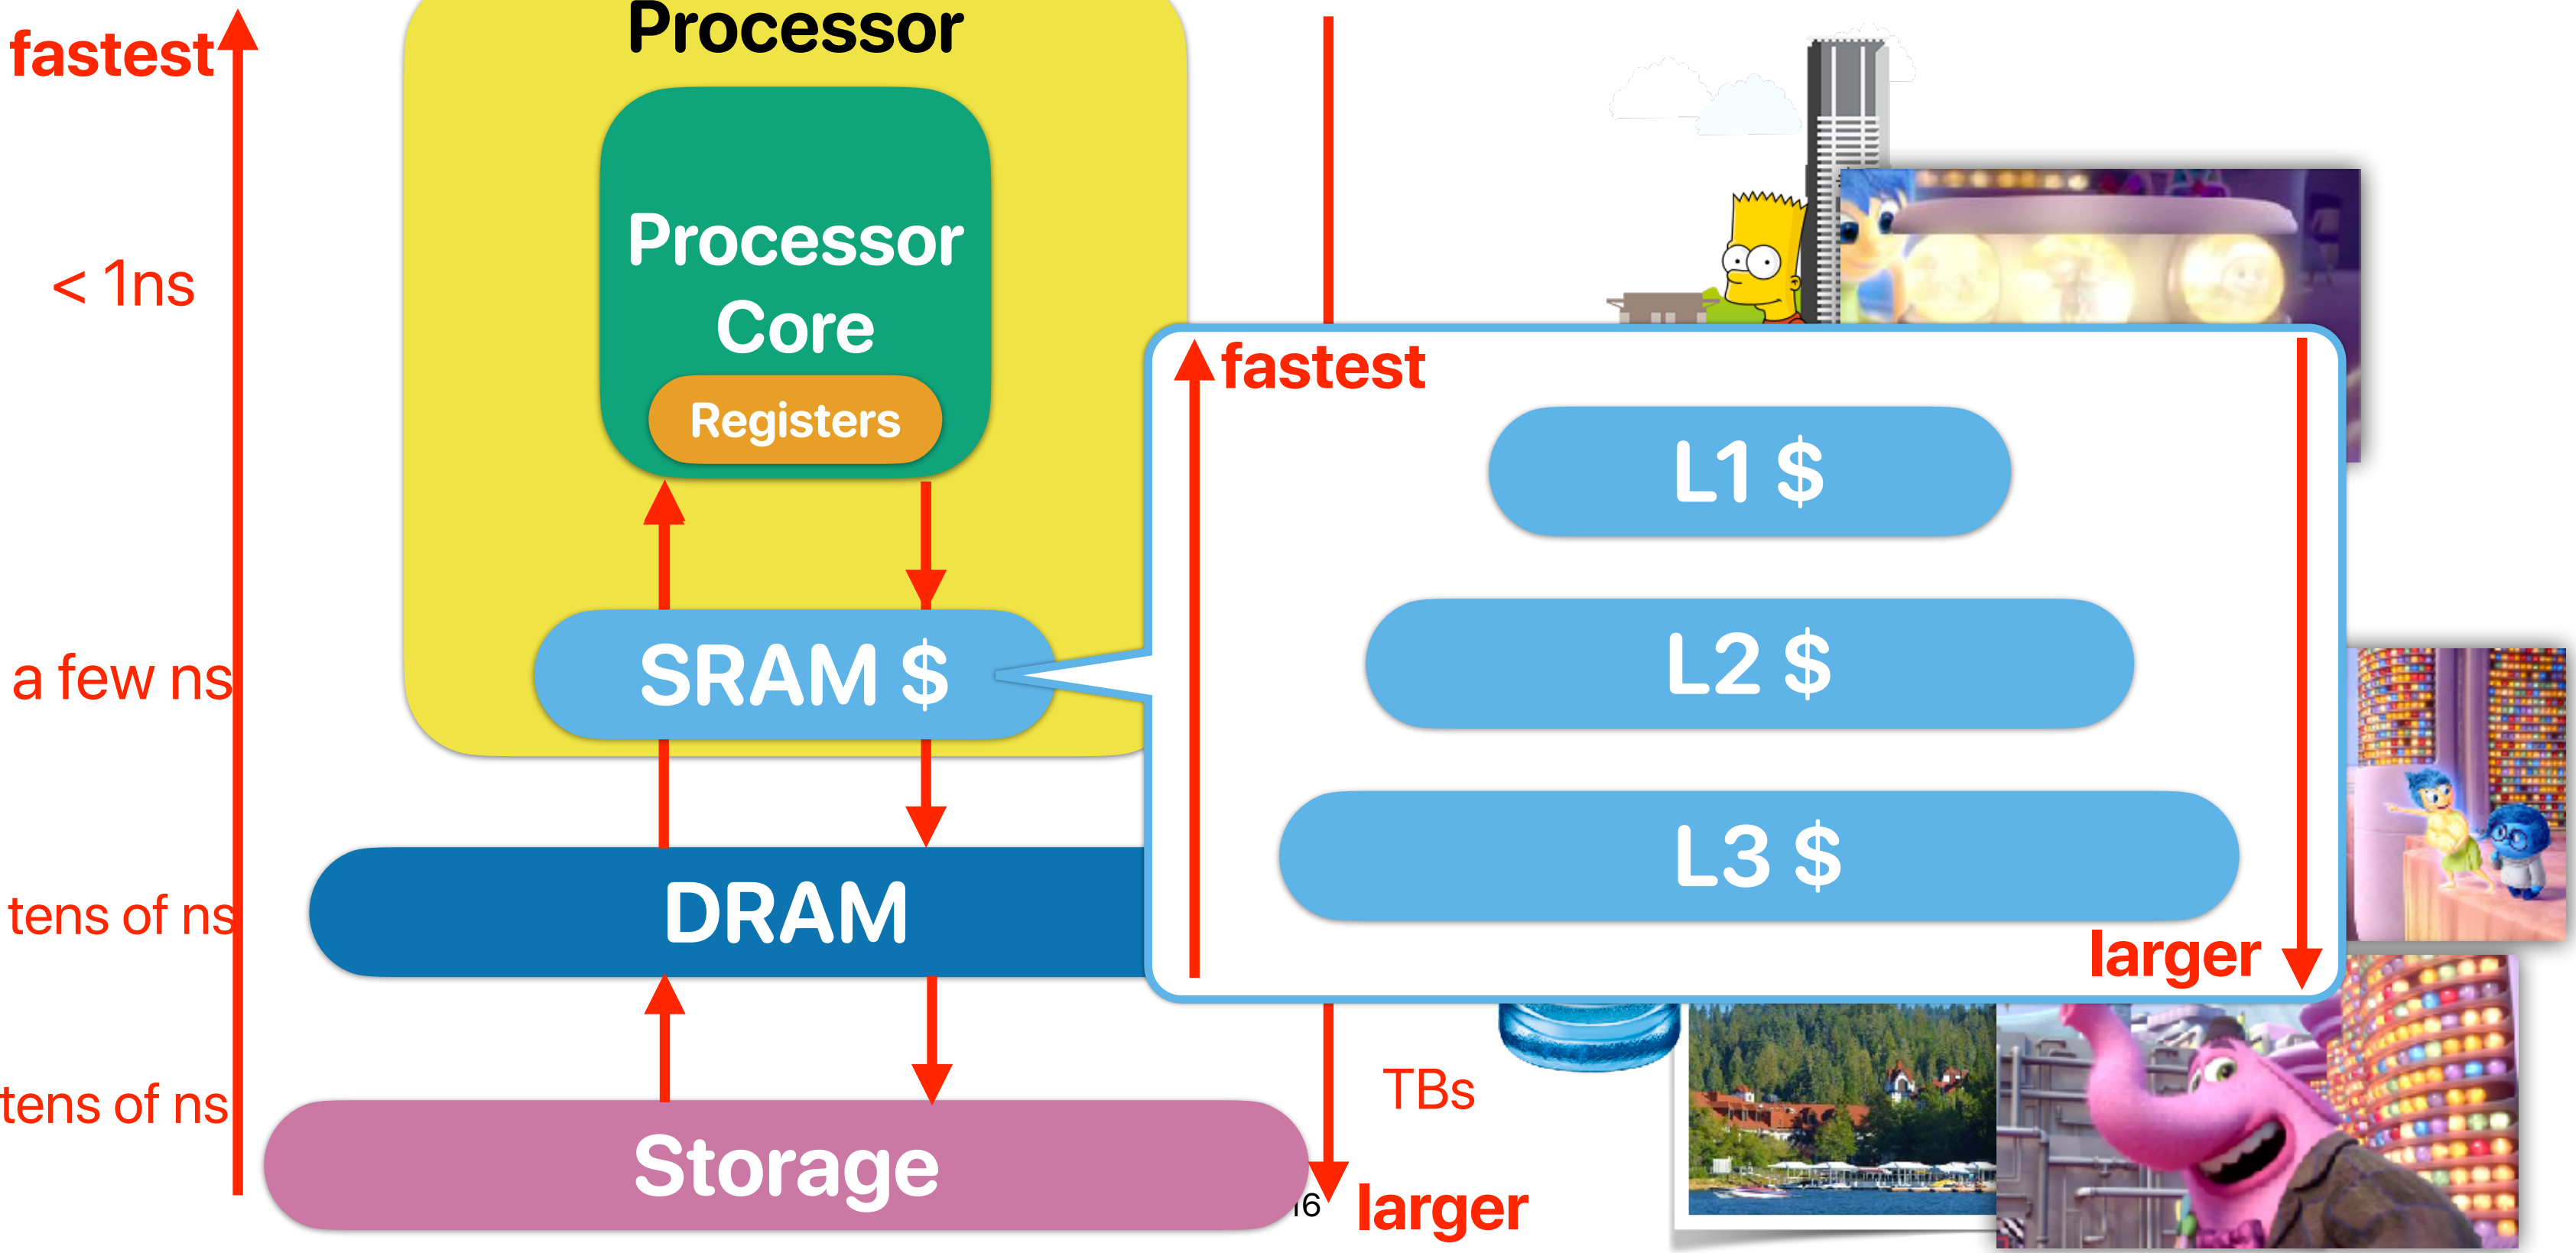 Processor
fastest
< 1ns
Processor
Core
Registers
fastest
L1 $
L2 $
L3 $
larger
a few ns
SRAM $
tens of ns
DRAM
tens of ns
TBs
Storage
16
larger